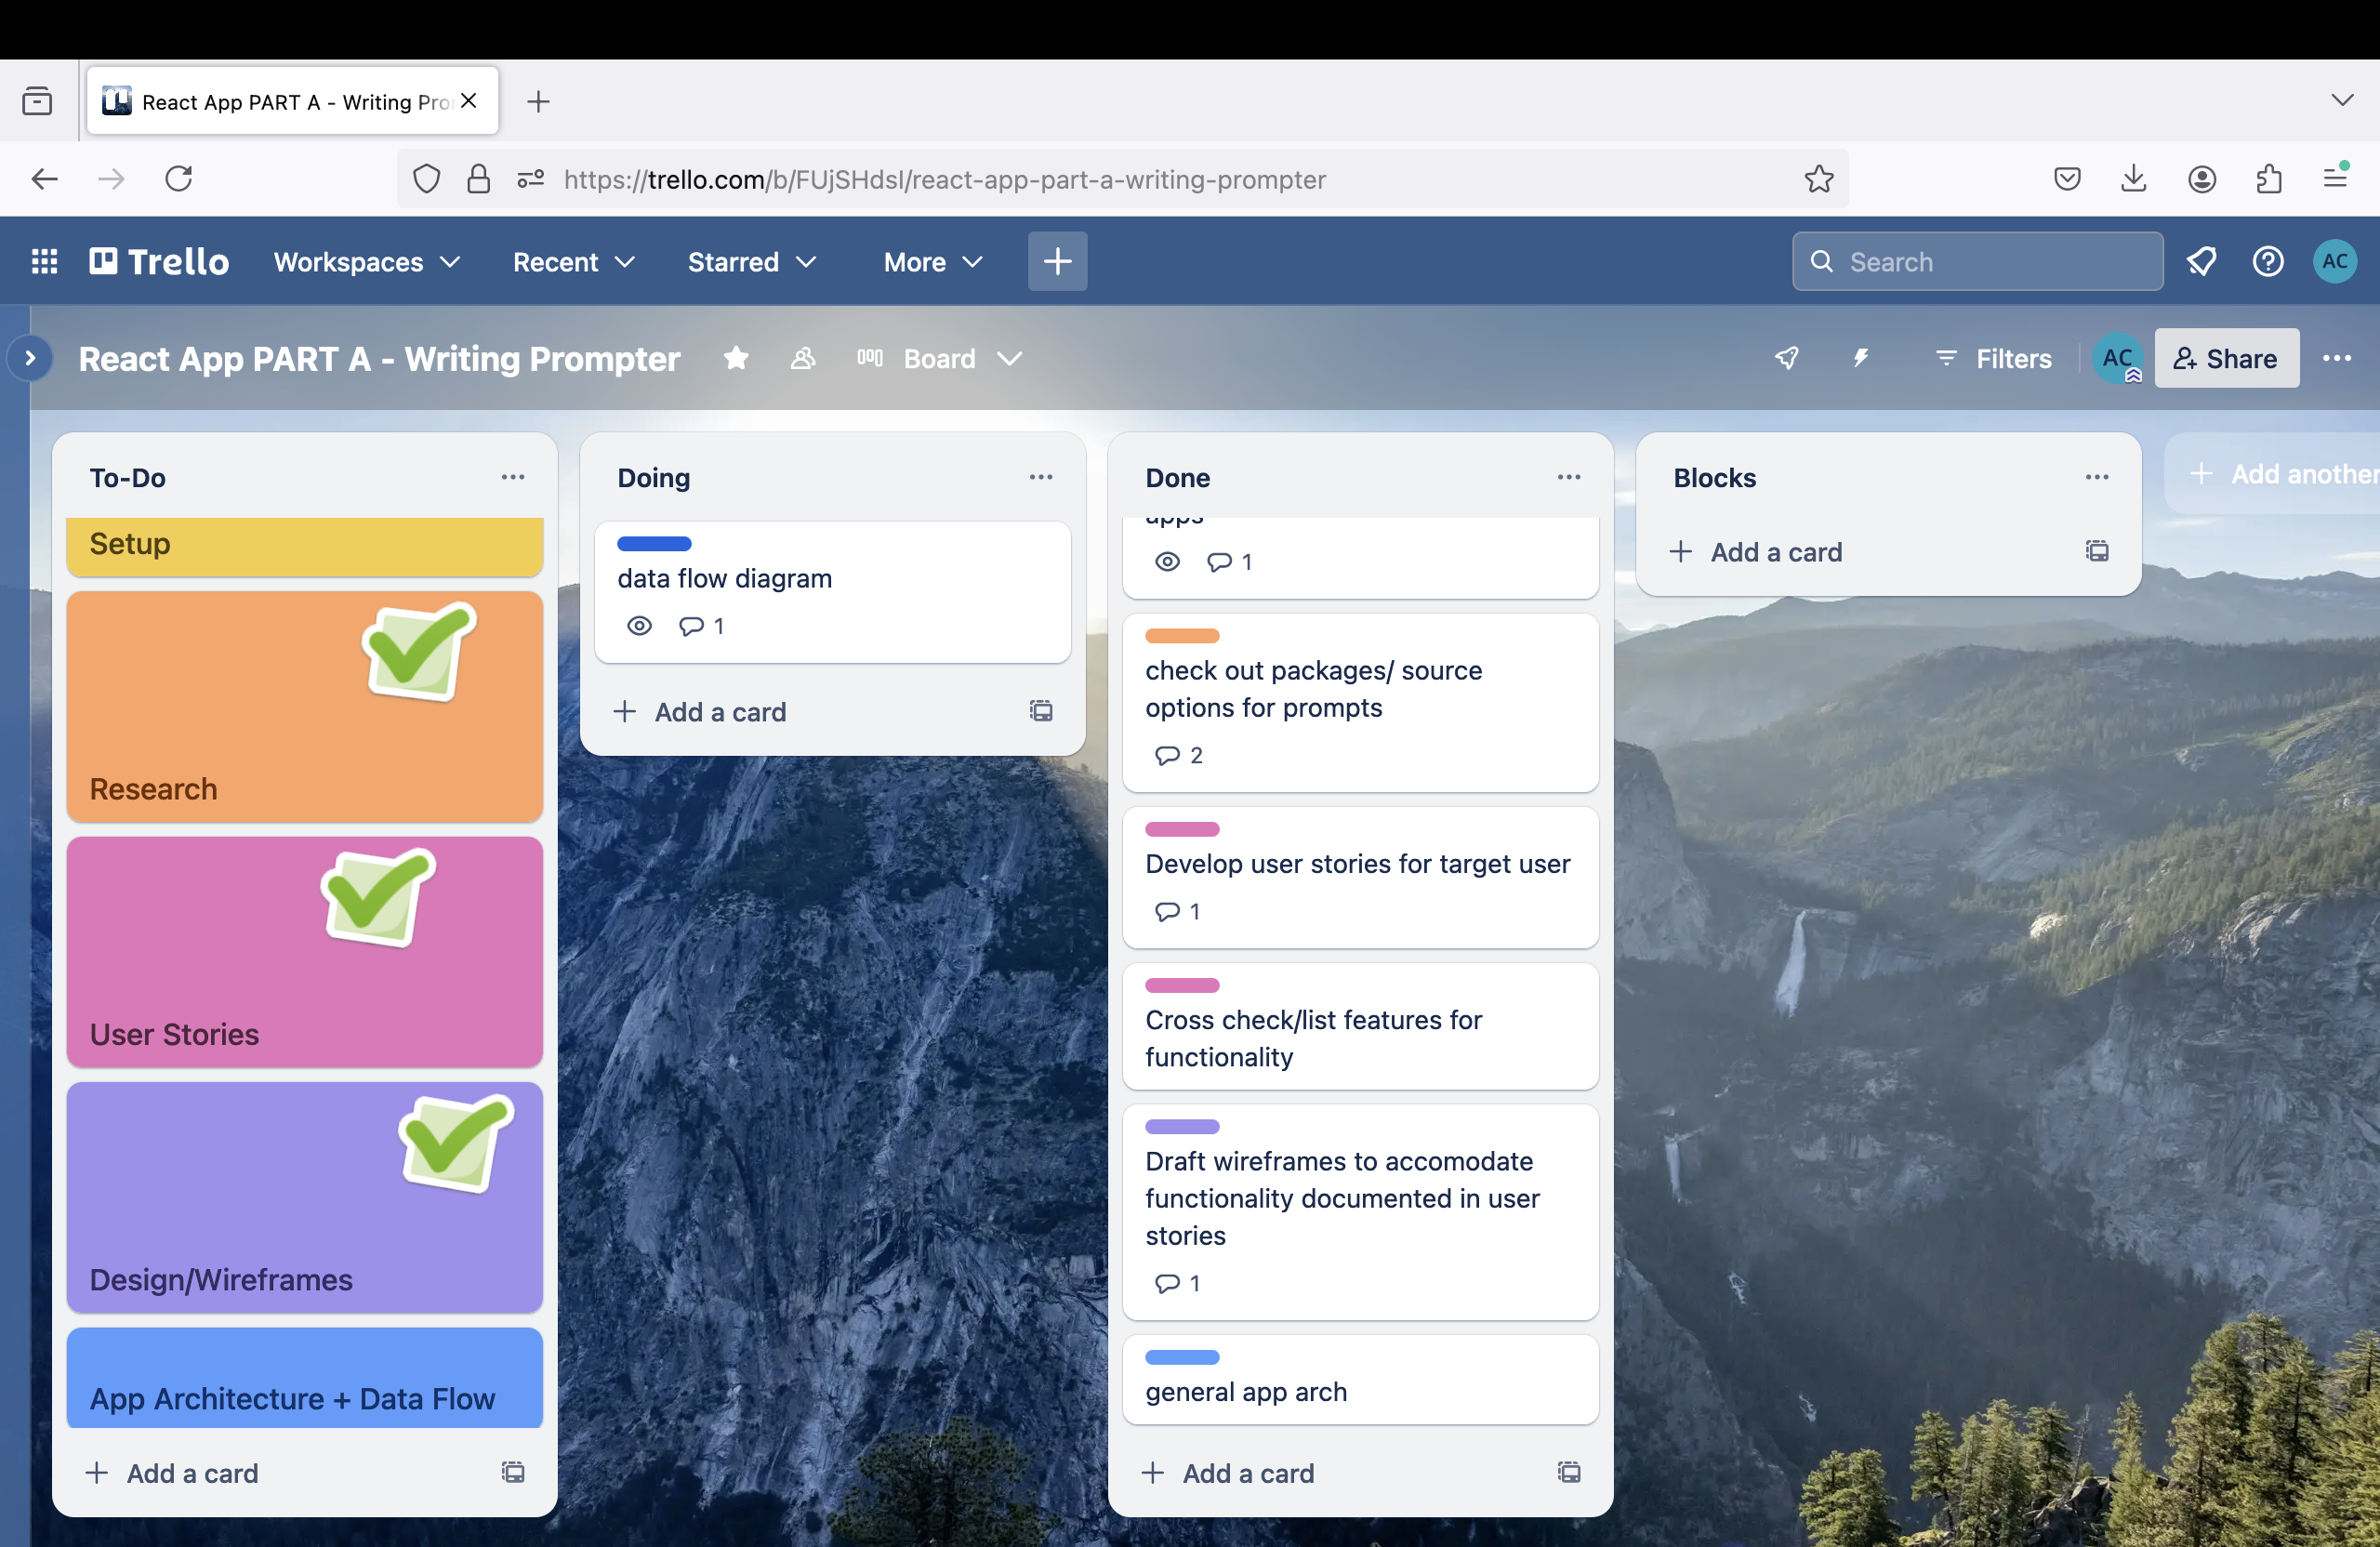 React App PART A - Writing Pro
https://trello.com/b/FUjSHdsI/react-app-part-a-writing-prompter
Trello
Workspaces
Recent
Starred
More
Search
AC
React App PART A - Writing Prompter
Board
Filters
AC
Share
To-Do
Setup
Research
User Stories
Design/Wireframes
App Architecture + Data Flow
Add a card
Doing
data flow diagram
1
Add a card
Done
apps
1
check out packages/ source
options for prompts
2
Develop user stories for target user
1
Cross check/list features for
functionality
Draft wireframes to accomodate
functionality documented in user
stories
1
general app arch
Add a card
Blocks
Add a card
Add another